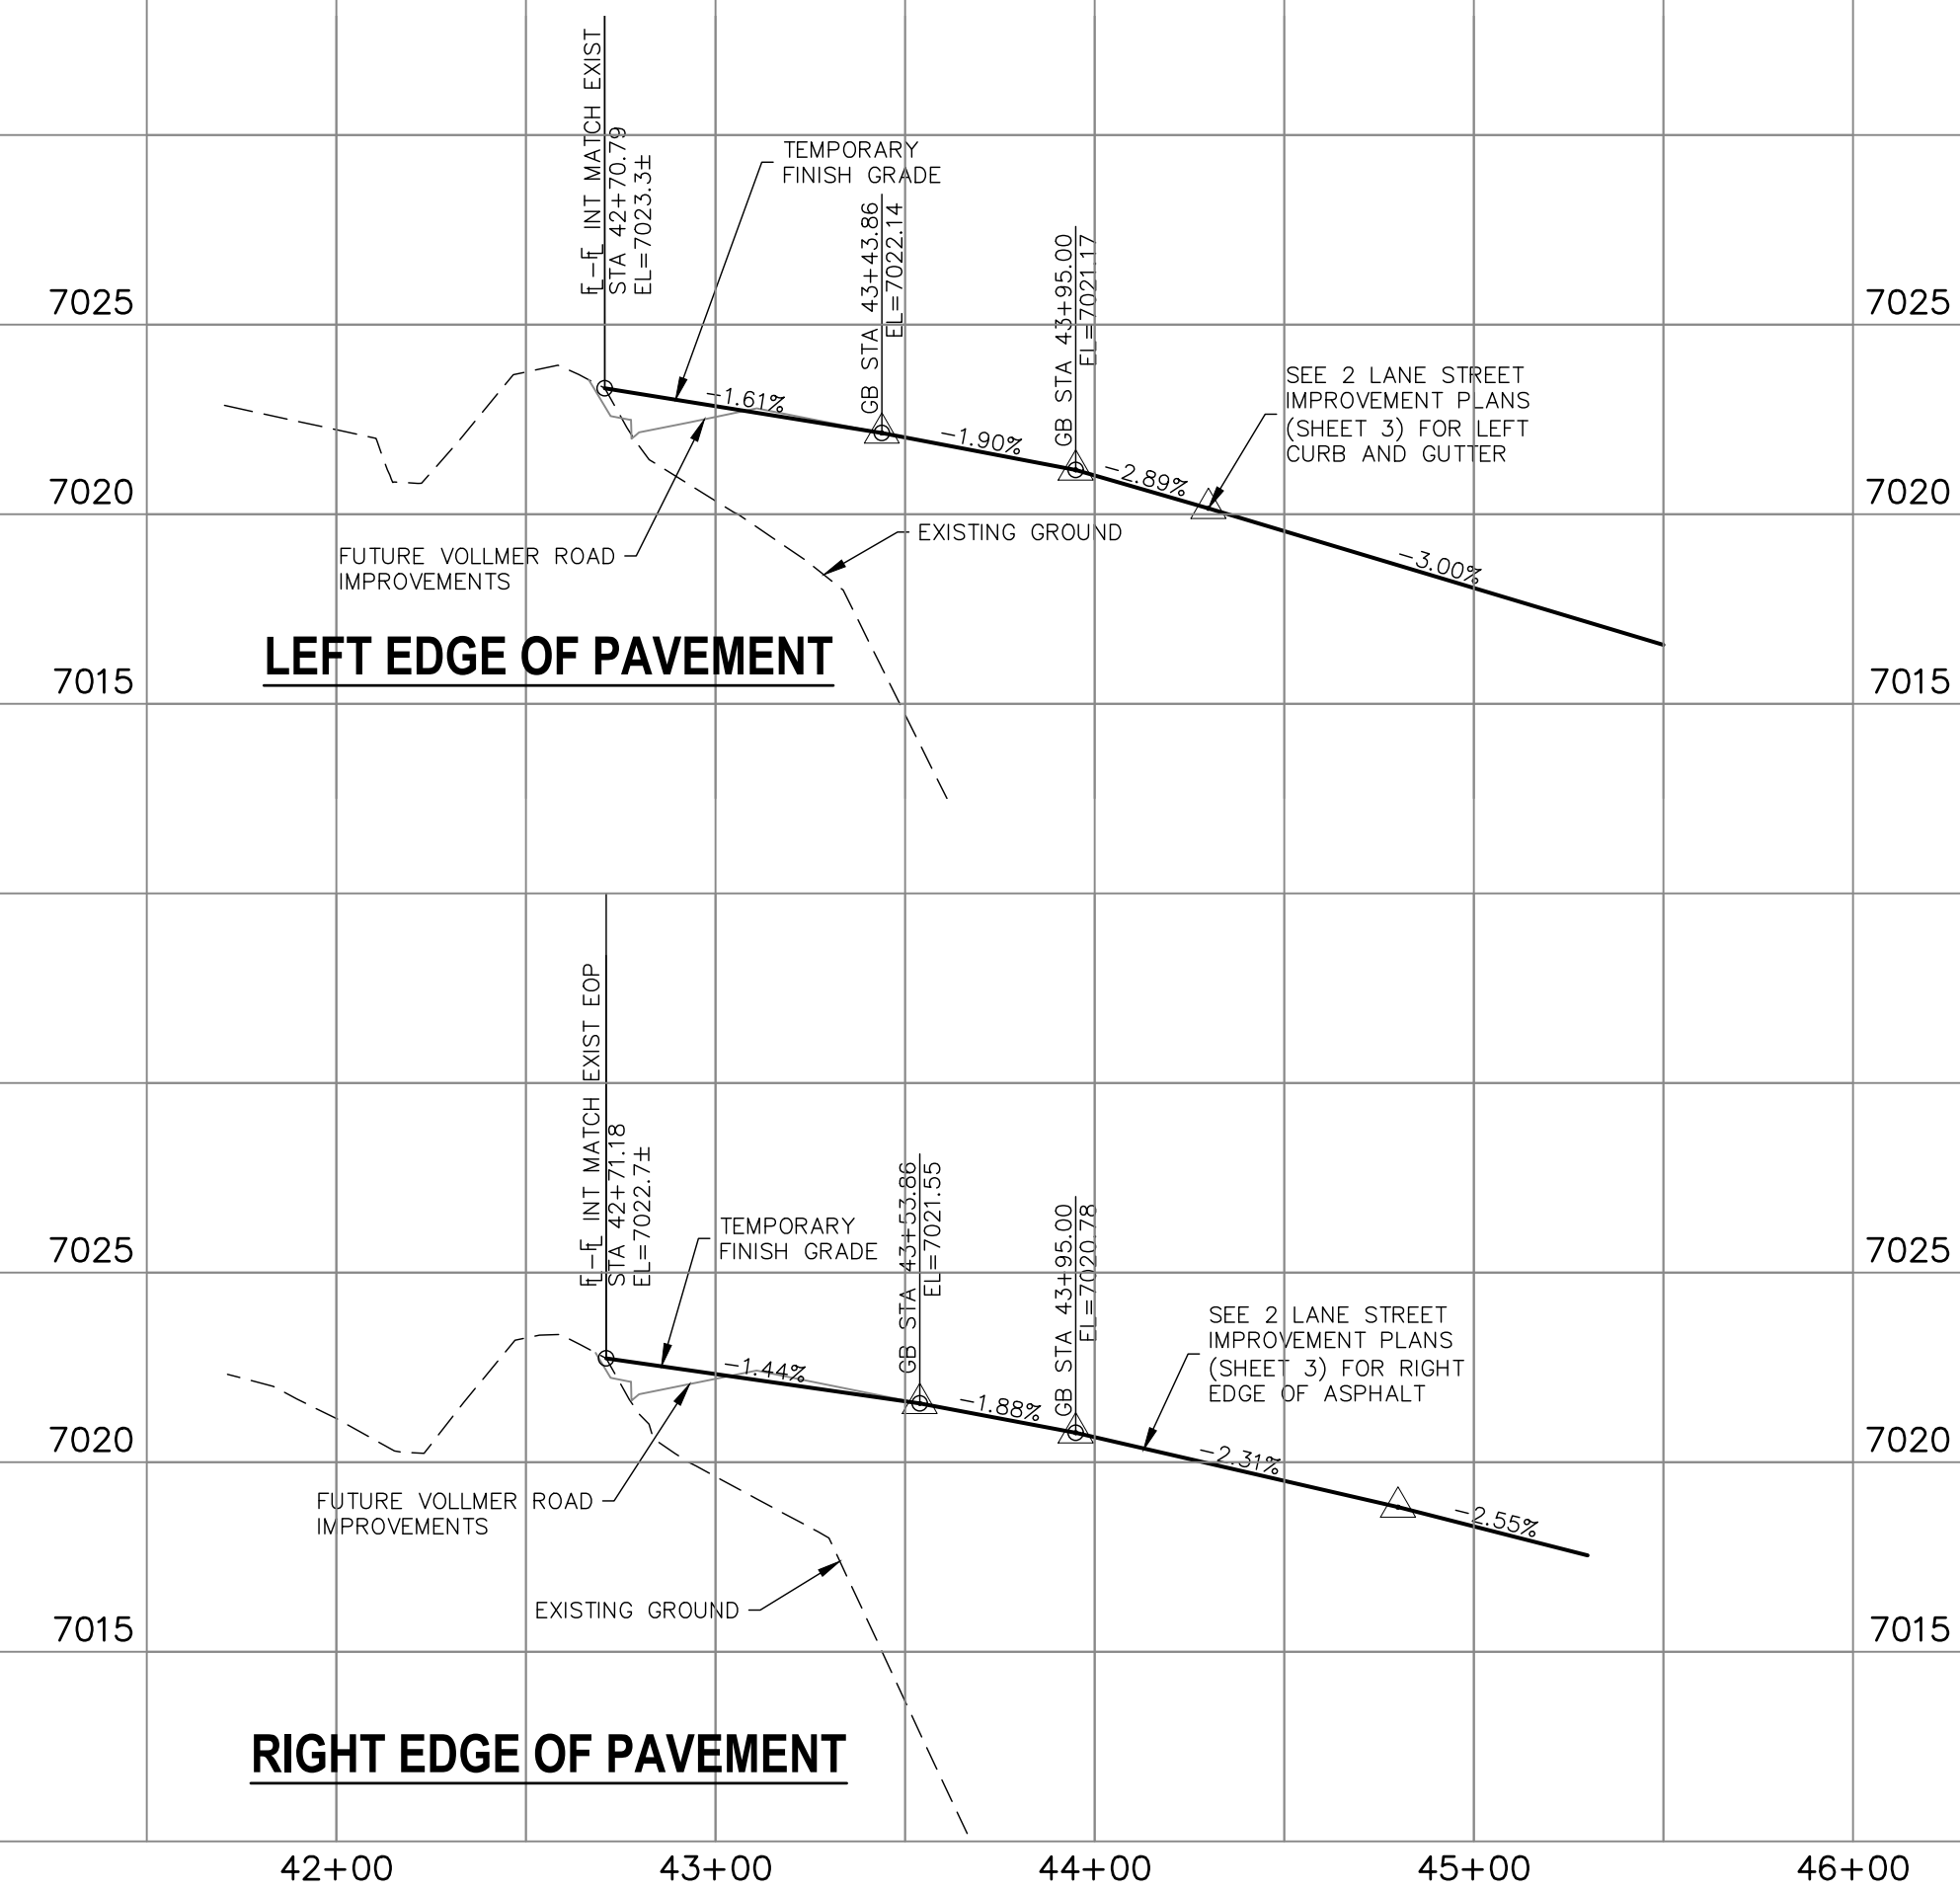 FL-FL INT MATCH EXIST
STA 42+70.79
EL=7023.3±
TEMPORARY
FINISH GRADE
GB STA 43+43.86
EL=7022.14
GB STA 43+95.00
EL=7021.17
7025
7025
SEE 2 LANE STREET
IMPROVEMENT PLANS
(SHEET 3) FOR LEFT
CURB AND GUTTER
-1.61%
-1.90%
-2.89%
-3.00%
7020
7020
EXISTING GROUND
FUTURE VOLLMER ROAD
IMPROVEMENTS
LEFT EDGE OF PAVEMENT
7015
7015
FL-FL INT MATCH EXIST EOP
STA 42+71.18
EL=7022.7±
TEMPORARY
FINISH GRADE
GB STA 43+53.86
EL=7021.55
GB STA 43+95.00
EL=7020.78
7025
7025
SEE 2 LANE STREET
IMPROVEMENT PLANS
(SHEET 3) FOR RIGHT
EDGE OF ASPHALT
-1.44%
-1.88%
-2.31%
-2.55%
7020
7020
FUTURE VOLLMER ROAD
IMPROVEMENTS
EXISTING GROUND
7015
7015
RIGHT EDGE OF PAVEMENT
42+00
43+00
44+00
45+00
46+00